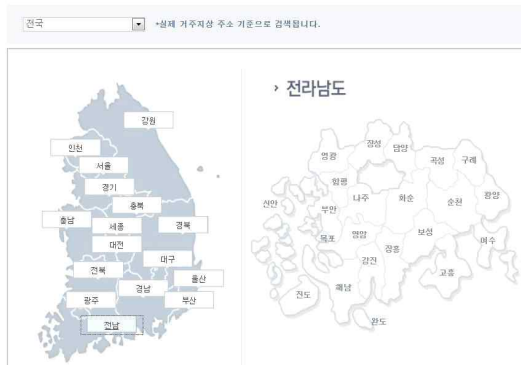 전국
*실제 거주지상 주소 기준으로 검색됩니다.
강원
인천
서울
경기
충북
충남
세종
경북
대전
대구
전북
울산
경남
광주
부산
전남
> 전라남도
장성
담양
영광
곡성
구례
함평
신안
나주
화순
순천
광양
무안
목포
영암
보성
여수
장흥
강진
고흥
해남
진도
완도